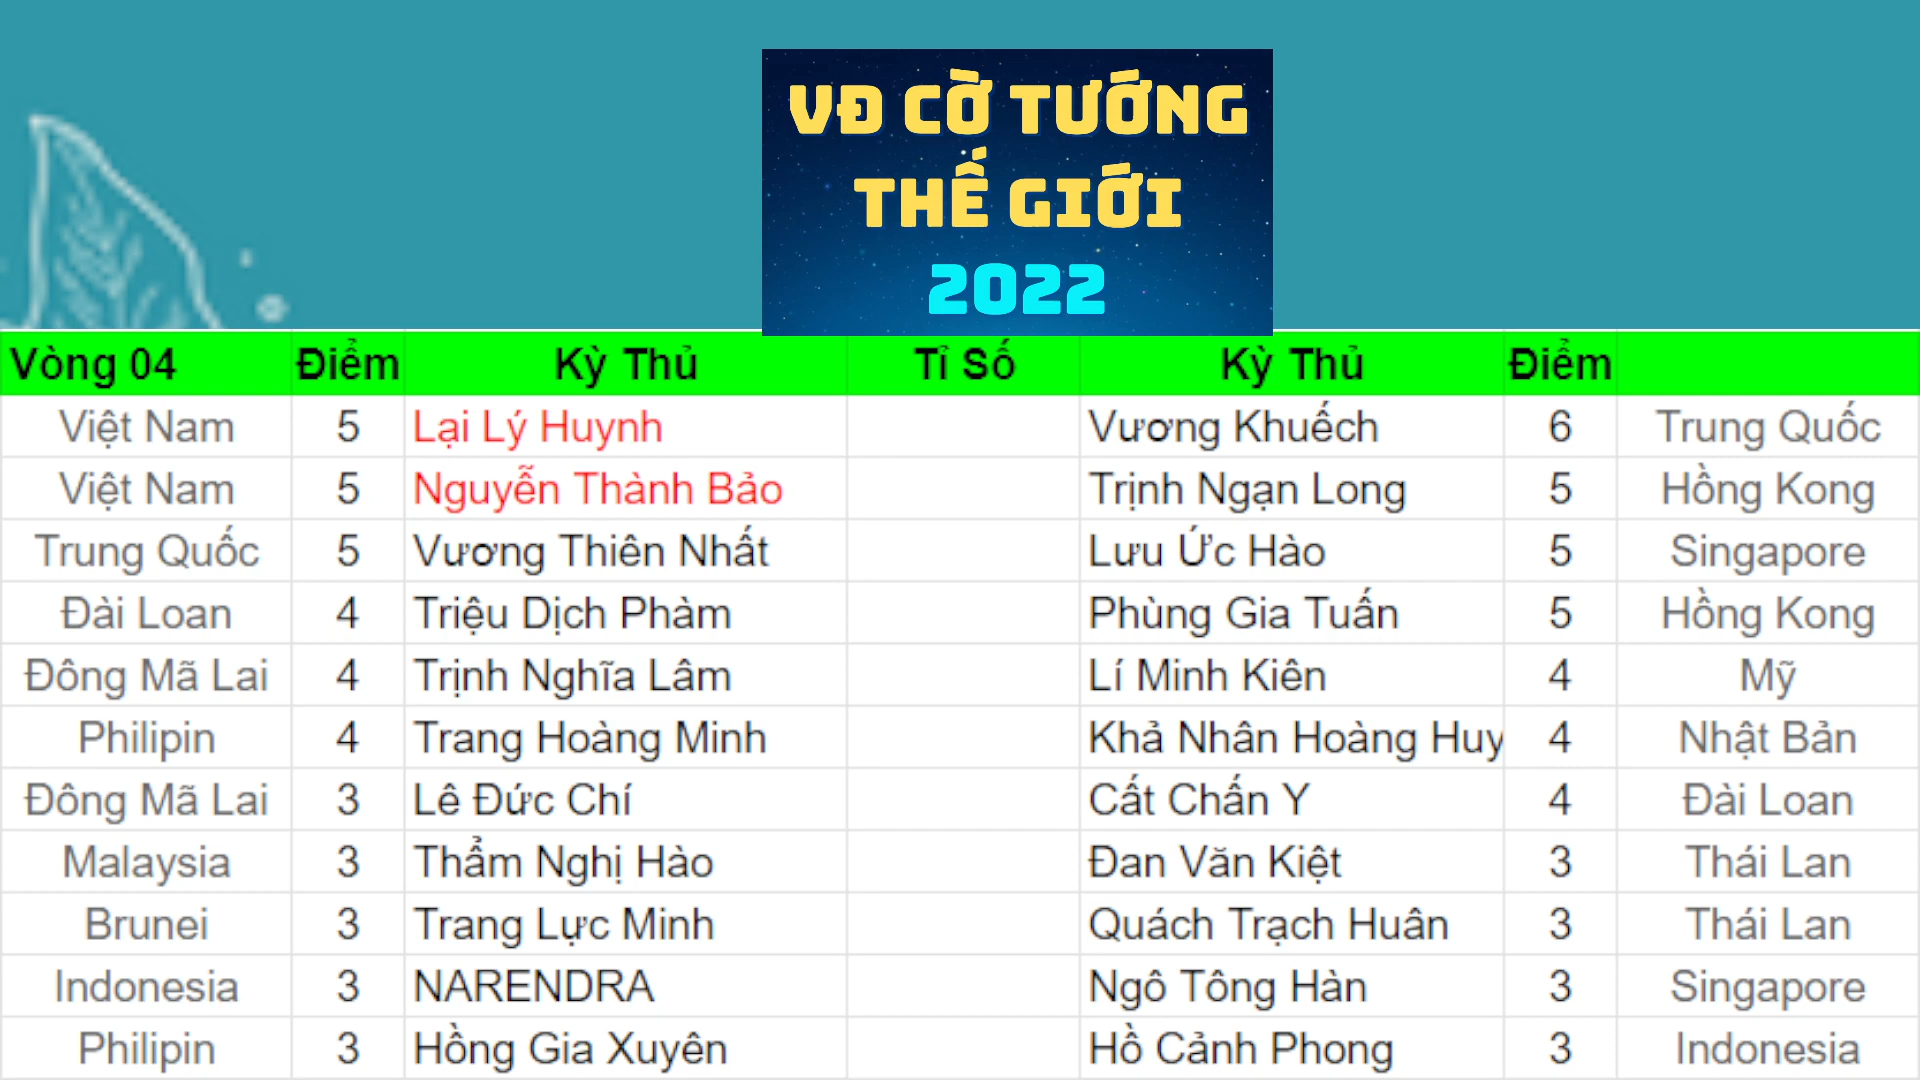 VĐ CỜ TƯỚNG
THẾ GIỚI
2022
Vòng 04 Điểm Kỳ Thủ Tỉ Số Kỳ Thủ Điểm
Việt Nam 5 Lại Lý Huynh Vương Khuếch 6 Trung Quốc
Việt Nam 5 Nguyễn Thành Bảo Trịnh Ngạn Long 5 Hồng Kong
Trung Quốc 5 Vương Thiên Nhất Lưu Ức Hào 5 Singapore
Đài Loan 4 Triệu Dịch Phàm Phùng Gia Tuấn 5 Hồng Kong
Đông Mã Lai 4 Trịnh Nghĩa Lâm Lí Minh Kiên 4 Mỹ
Philipin 4 Trang Hoàng Minh Khả Nhân Hoàng Huy 4 Nhật Bản
Đông Mã Lai 3 Lê Đức Chí Cất Chấn Y 4 Đài Loan
Malaysia 3 Thẩm Nghị Hào Đan Văn Kiệt 3 Thái Lan
Brunei 3 Trang Lực Minh Quách Trạch Huân 3 Thái Lan
Indonesia 3 NARENDRA Ngô Tông Hàn 3 Singapore
Philipin 3 Hồng Gia Xuyên Hồ Cảnh Phong 3 Indonesia